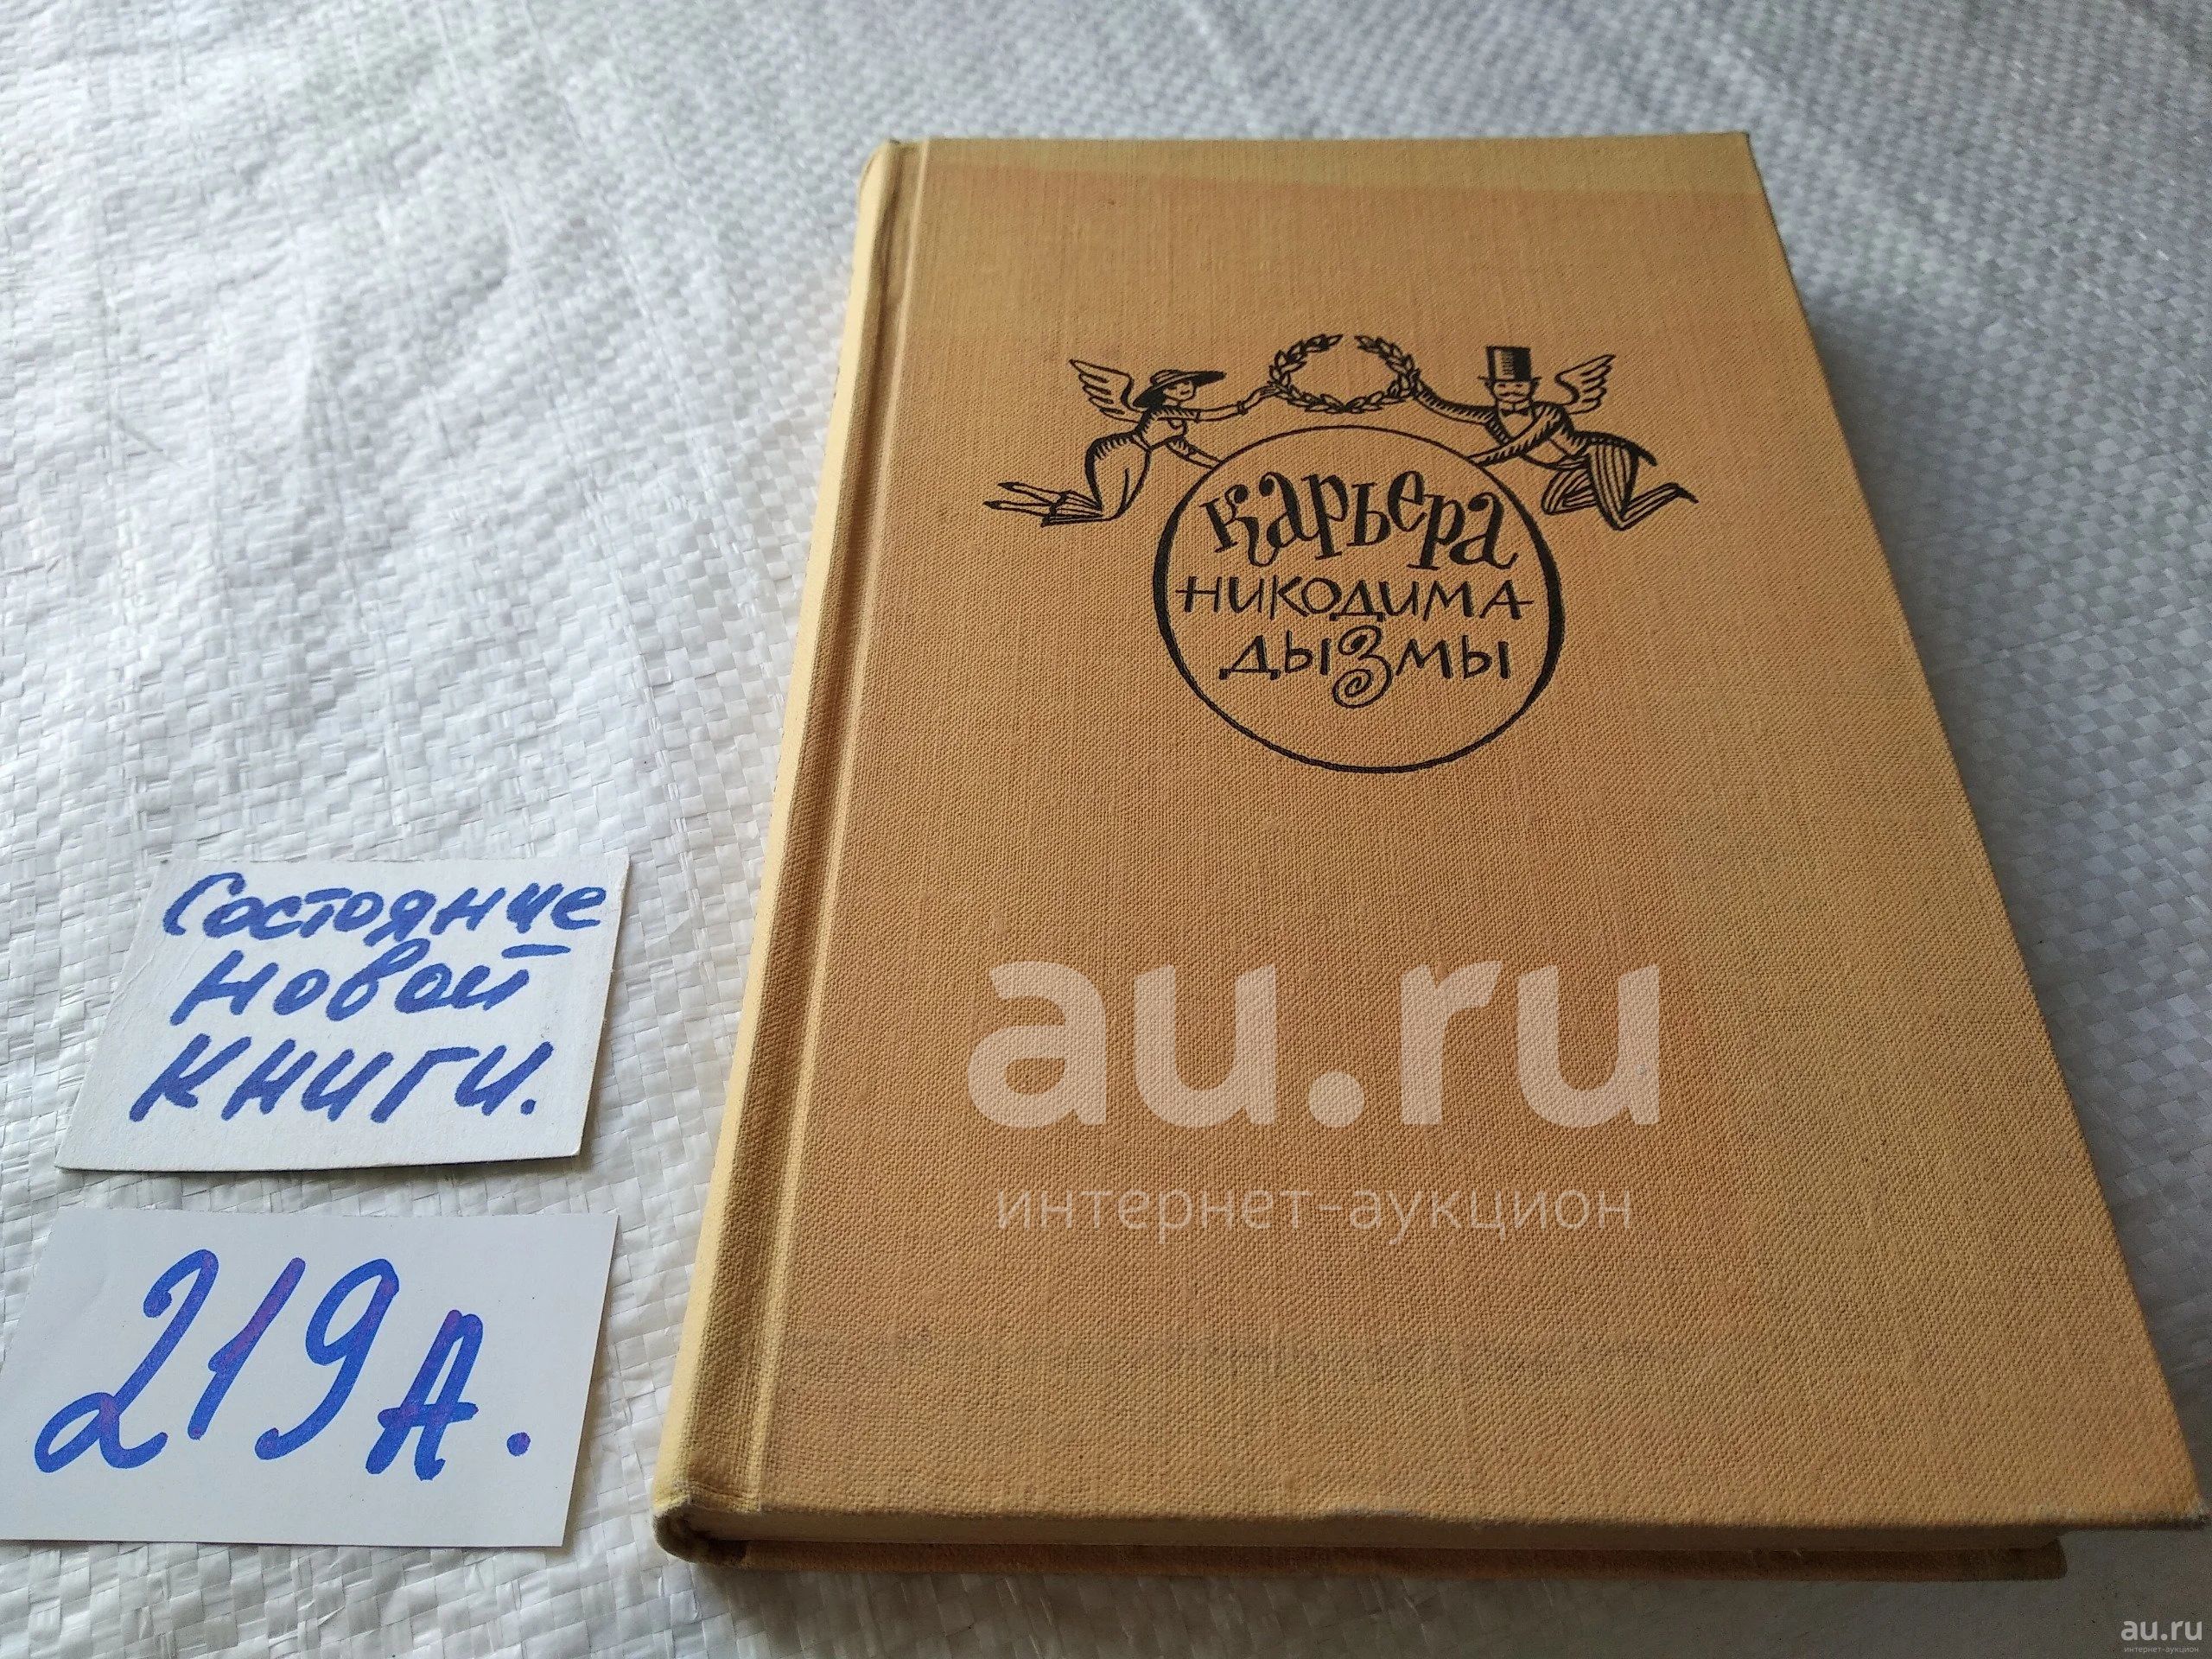 Карьера
Никодима
Дызмы
Состояние
новой
книги.
219А.
au.ru
интернет-аукцион
au.ru
интернет-аукцион